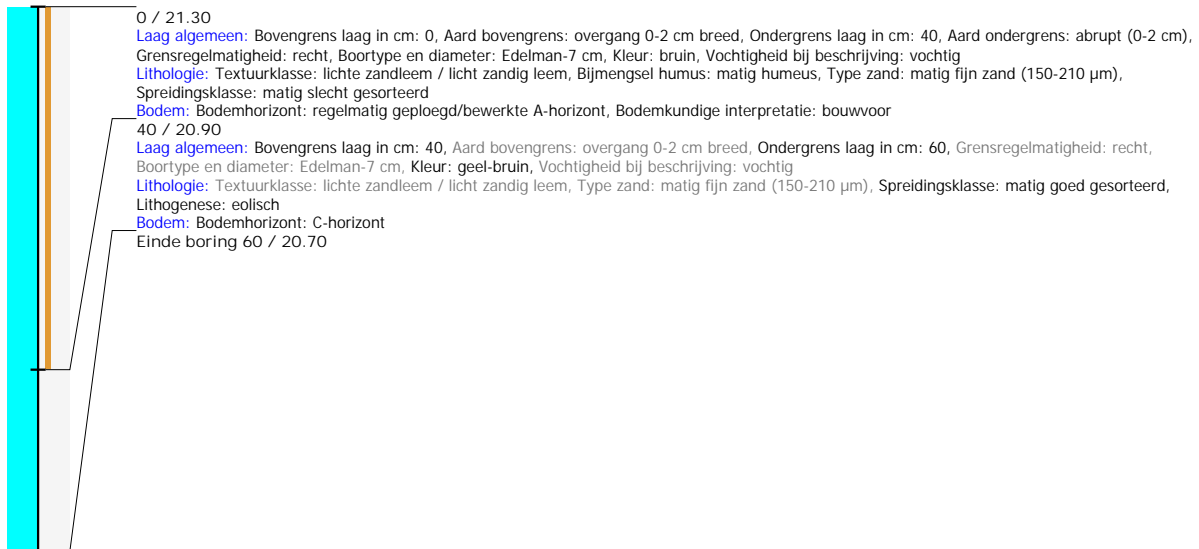 0 / 21.30
Laag algemeen: Bovengrens laag in cm: 0, Aard bovengrens: overgang 0-2 cm breed, Ondergrens laag in cm: 40, Aard ondergrens: abrupt (0-2 cm),
Grensregelmatigheid: recht, Boortype en diameter: Edelman-7 cm, Kleur: bruin, Vochtigheid bij beschrijving: vochtig
Lithologie: Textuurklasse: lichte zandleem / licht zandig leem, Bijmengsel humus: matig humeus, Type zand: matig fijn zand (150-210 µm),
Spreidingsklasse: matig slecht gesorteerd
Bodem: Bodemhorizont: regelmatig geploegd/bewerkte A-horizont, Bodemkundige interpretatie: bouwvoor
40 / 20.90
Laag algemeen: Bovengrens laag in cm: 40, Aard bovengrens: overgang 0-2 cm breed, Ondergrens laag in cm: 60, Grensregelmatigheid: recht,
Boortype en diameter: Edelman-7 cm, Kleur: geel-bruin, Vochtigheid bij beschrijving: vochtig
Lithologie: Textuurklasse: lichte zandleem / licht zandig leem, Type zand: matig fijn zand (150-210 µm), Spreidingsklasse: matig goed gesorteerd,
Lithogenese: eolisch
Bodem: Bodemhorizont: C-horizont
Einde boring 60 / 20.70